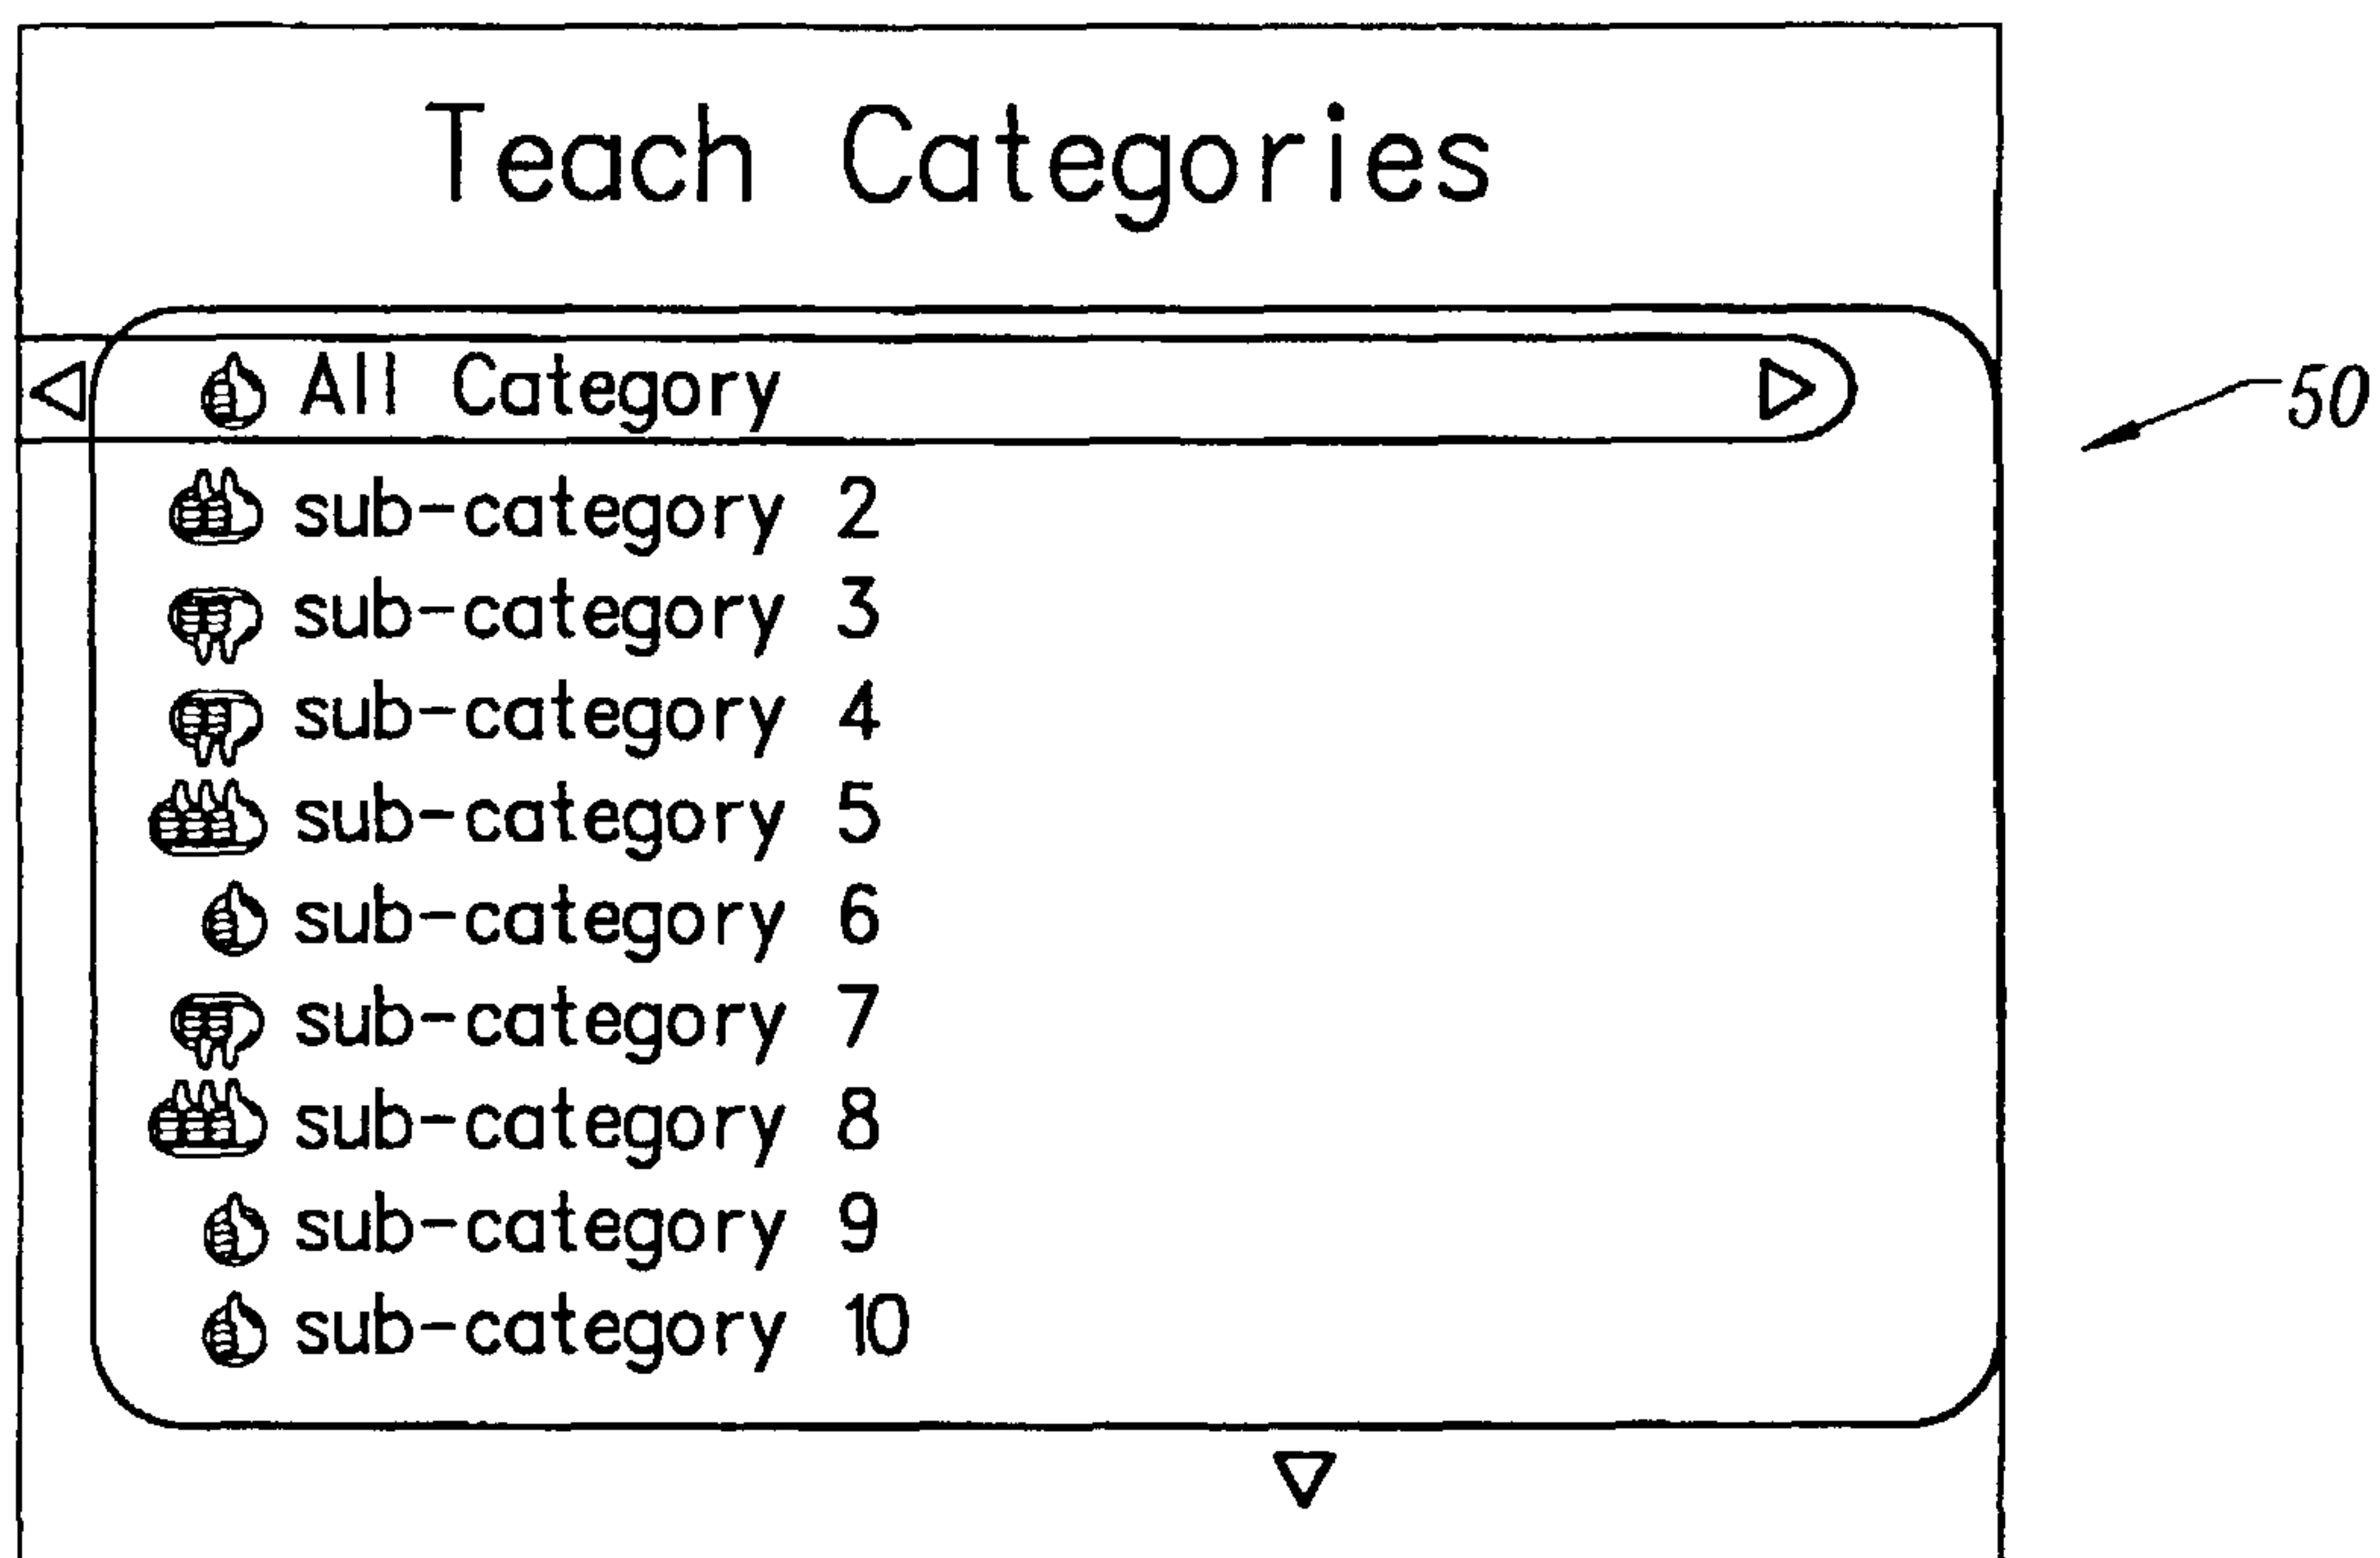 Teach Categories
All Category
50
sub-category 2
sub-category 3
sub-category 4
sub-category 5
sub-category 6
sub-category 7
sub-category 8
sub-category 9
sub-category 10